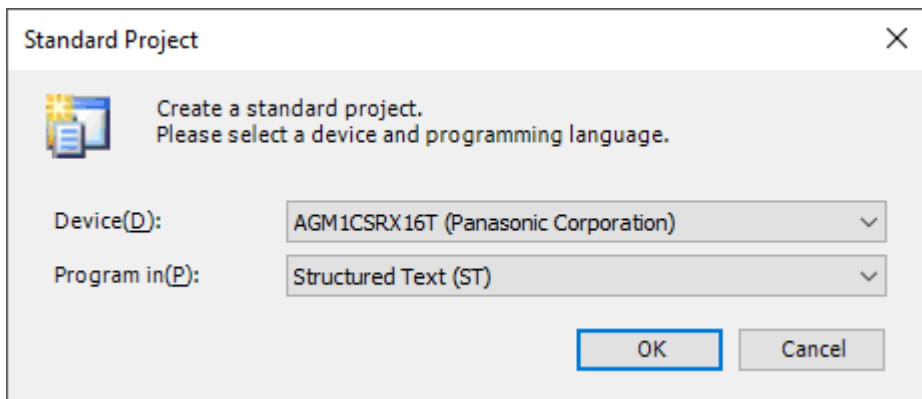 Standard Project
Create a standard project.
Please select a device and programming language.
Device(D): AGM1CSRX16T (Panasonic Corporation)
Program in(P): Structured Text (ST)
OK Cancel